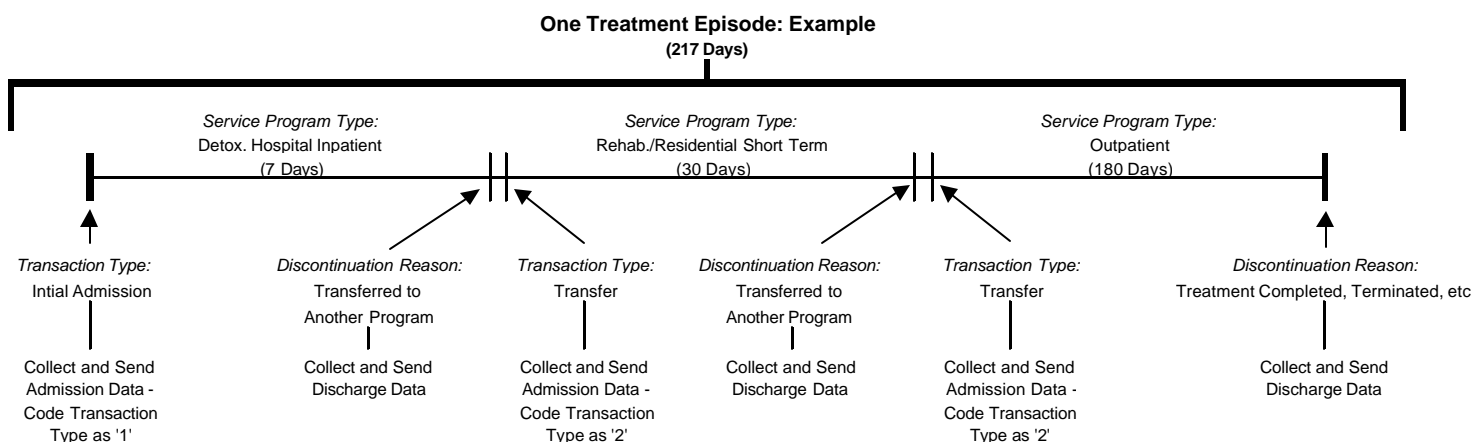 One Treatment Episode: Example
(217 Days)
Service Program Type:
Detox. Hospital Inpatient
(7 Days)
Service Program Type:
Rehab./Residential Short Term
(30 Days)
Service Program Type:
Outpatient
(180 Days)
Transaction Type:
Intial Admission
Collect and Send
Admission Data -
Code Transaction
Type as '1'
Discontinuation Reason:
Transferred to
Another Program
Collect and Send
Discharge Data
Transaction Type:
Transfer
Collect and Send
Admission Data -
Code Transaction
Type as '2'
Discontinuation Reason:
Transferred to
Another Program
Collect and Send
Discharge Data
Transaction Type:
Transfer
Collect and Send
Admission Data -
Code Transaction
Type as '2'
Discontinuation Reason:
Treatment Completed, Terminated, etc
Collect and Send
Discharge Data